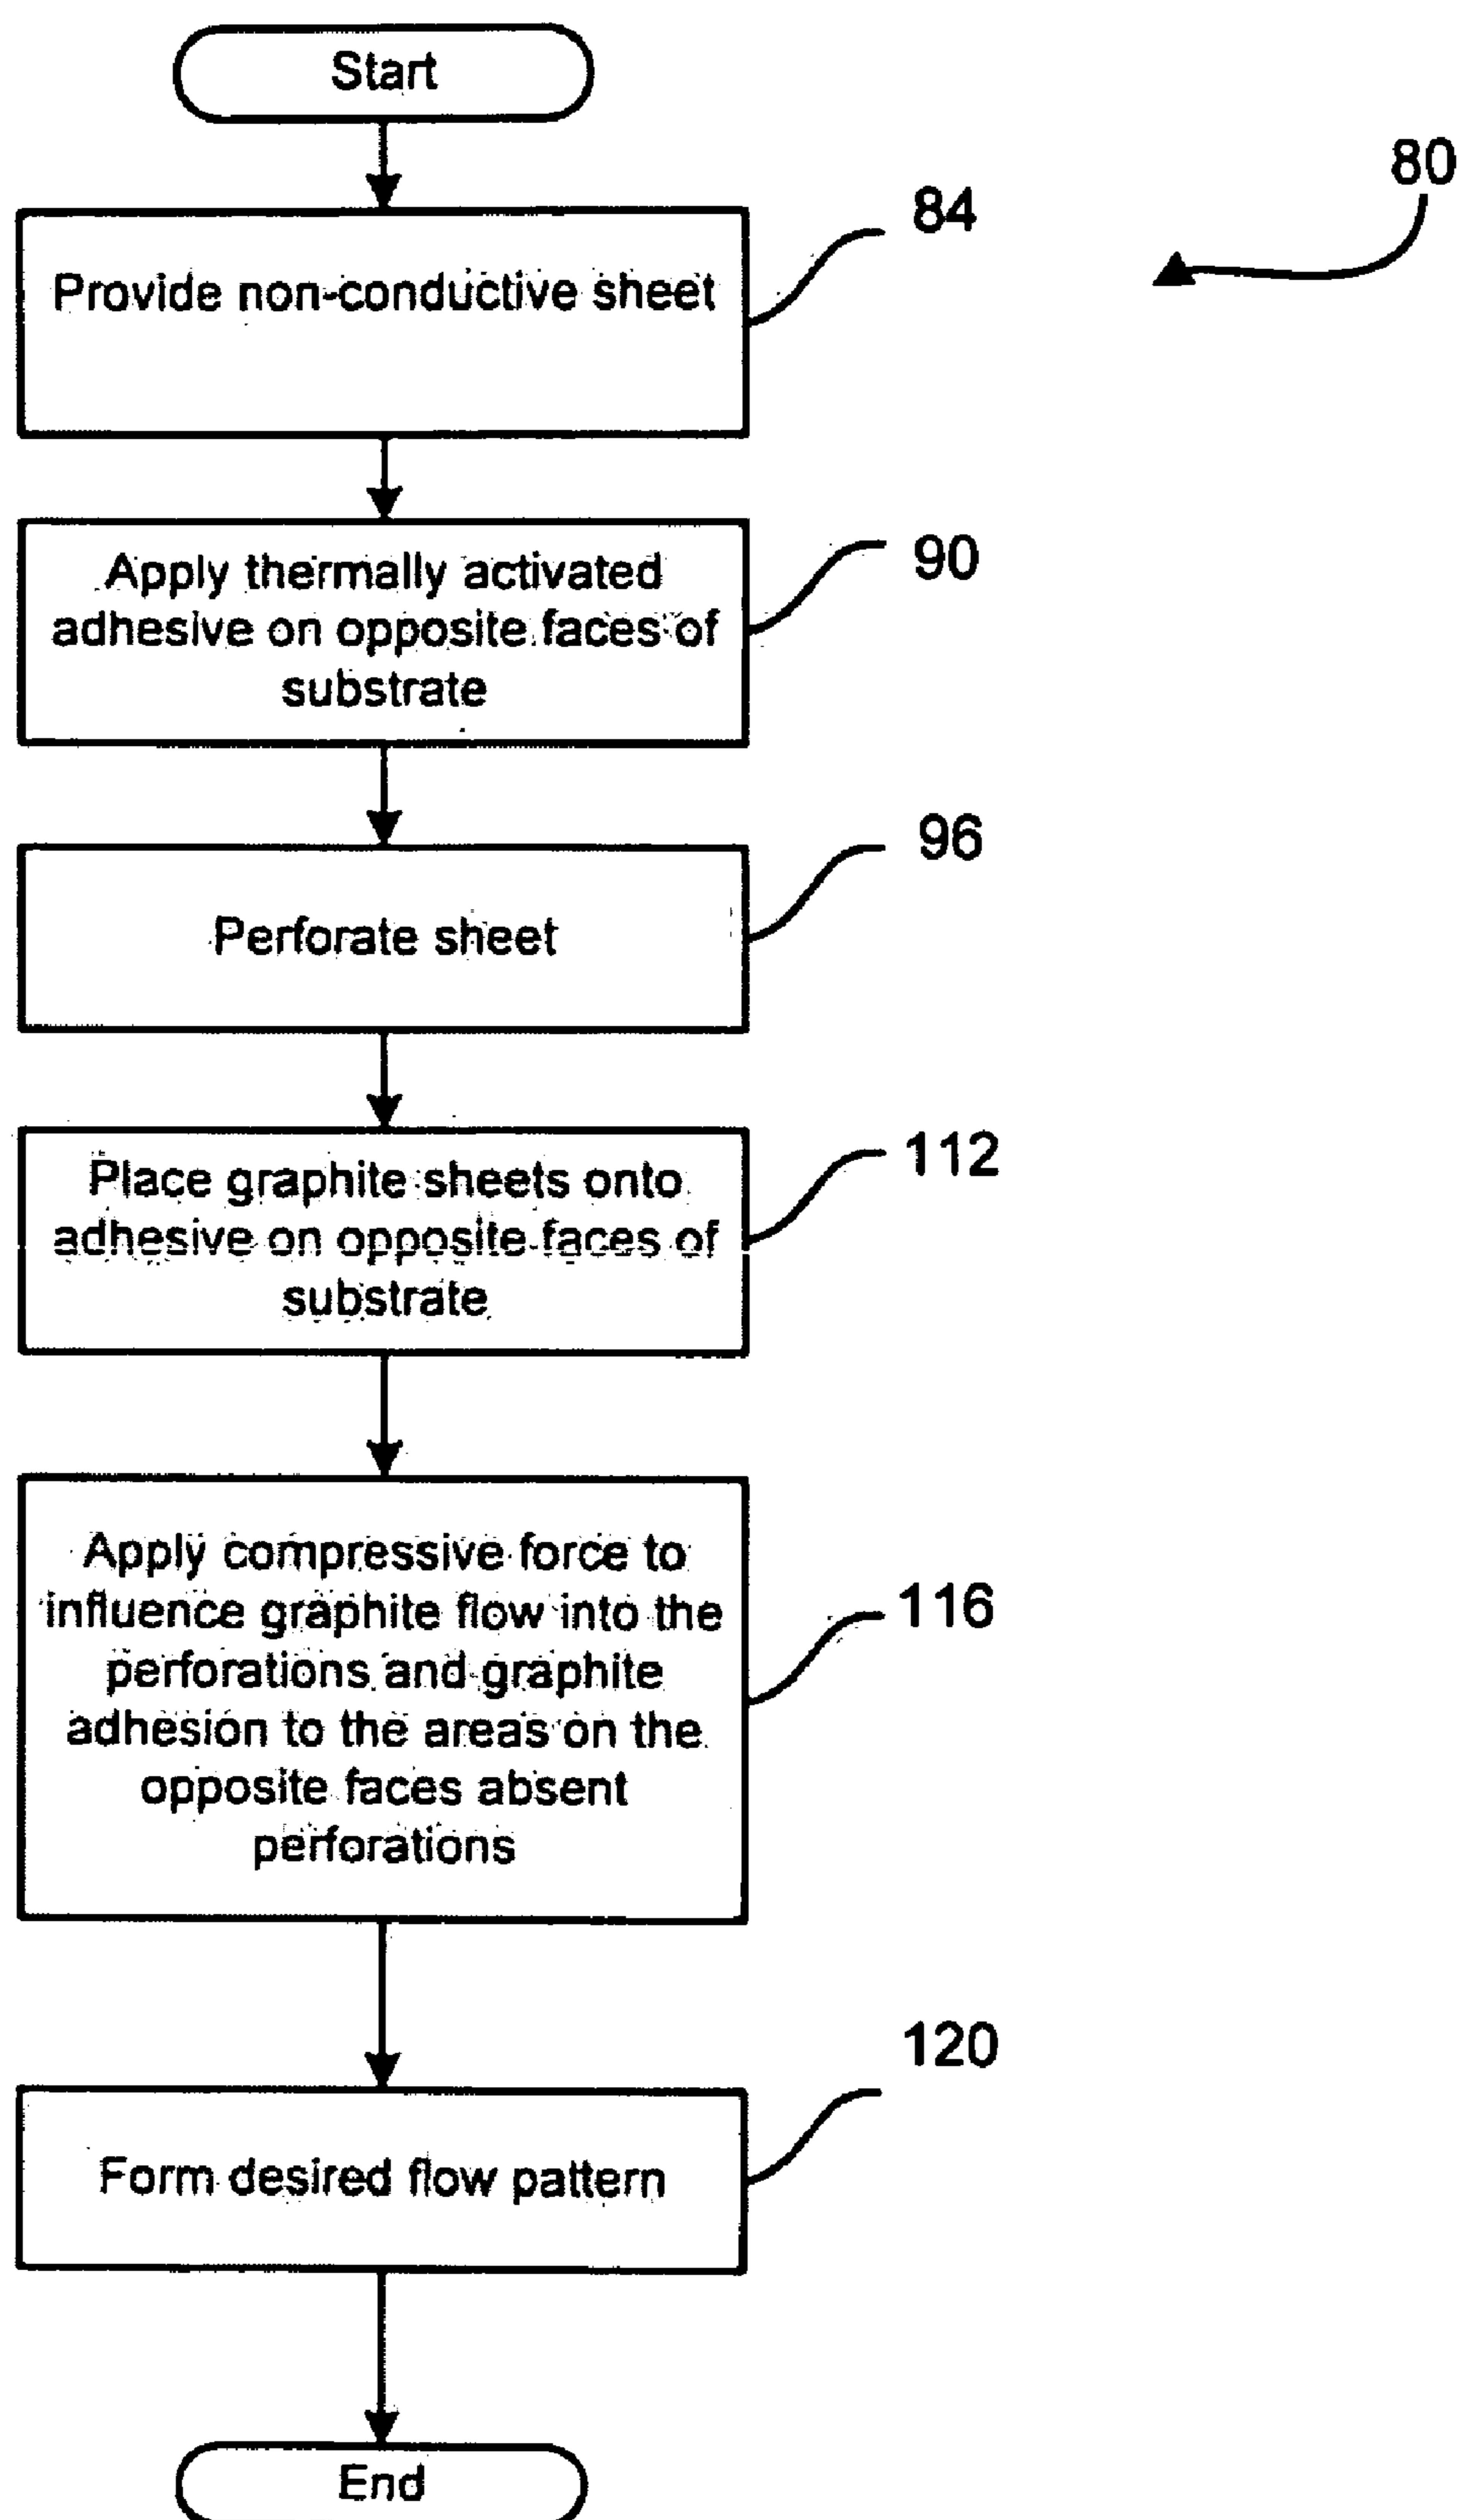 Start
80
84
Provide non-conductive sheet
90
Apply thermally activated
adhesive on opposite faces of
substrate
96
Perforate sheet
112
Place graphite sheets onto
adhesive on opposite faces of
substrate
116
Apply compressive force to
influence graphite flow into the
perforations and graphite
adhesion to the areas on the
opposite faces absent
perforations
120
Form desired flow pattern
End